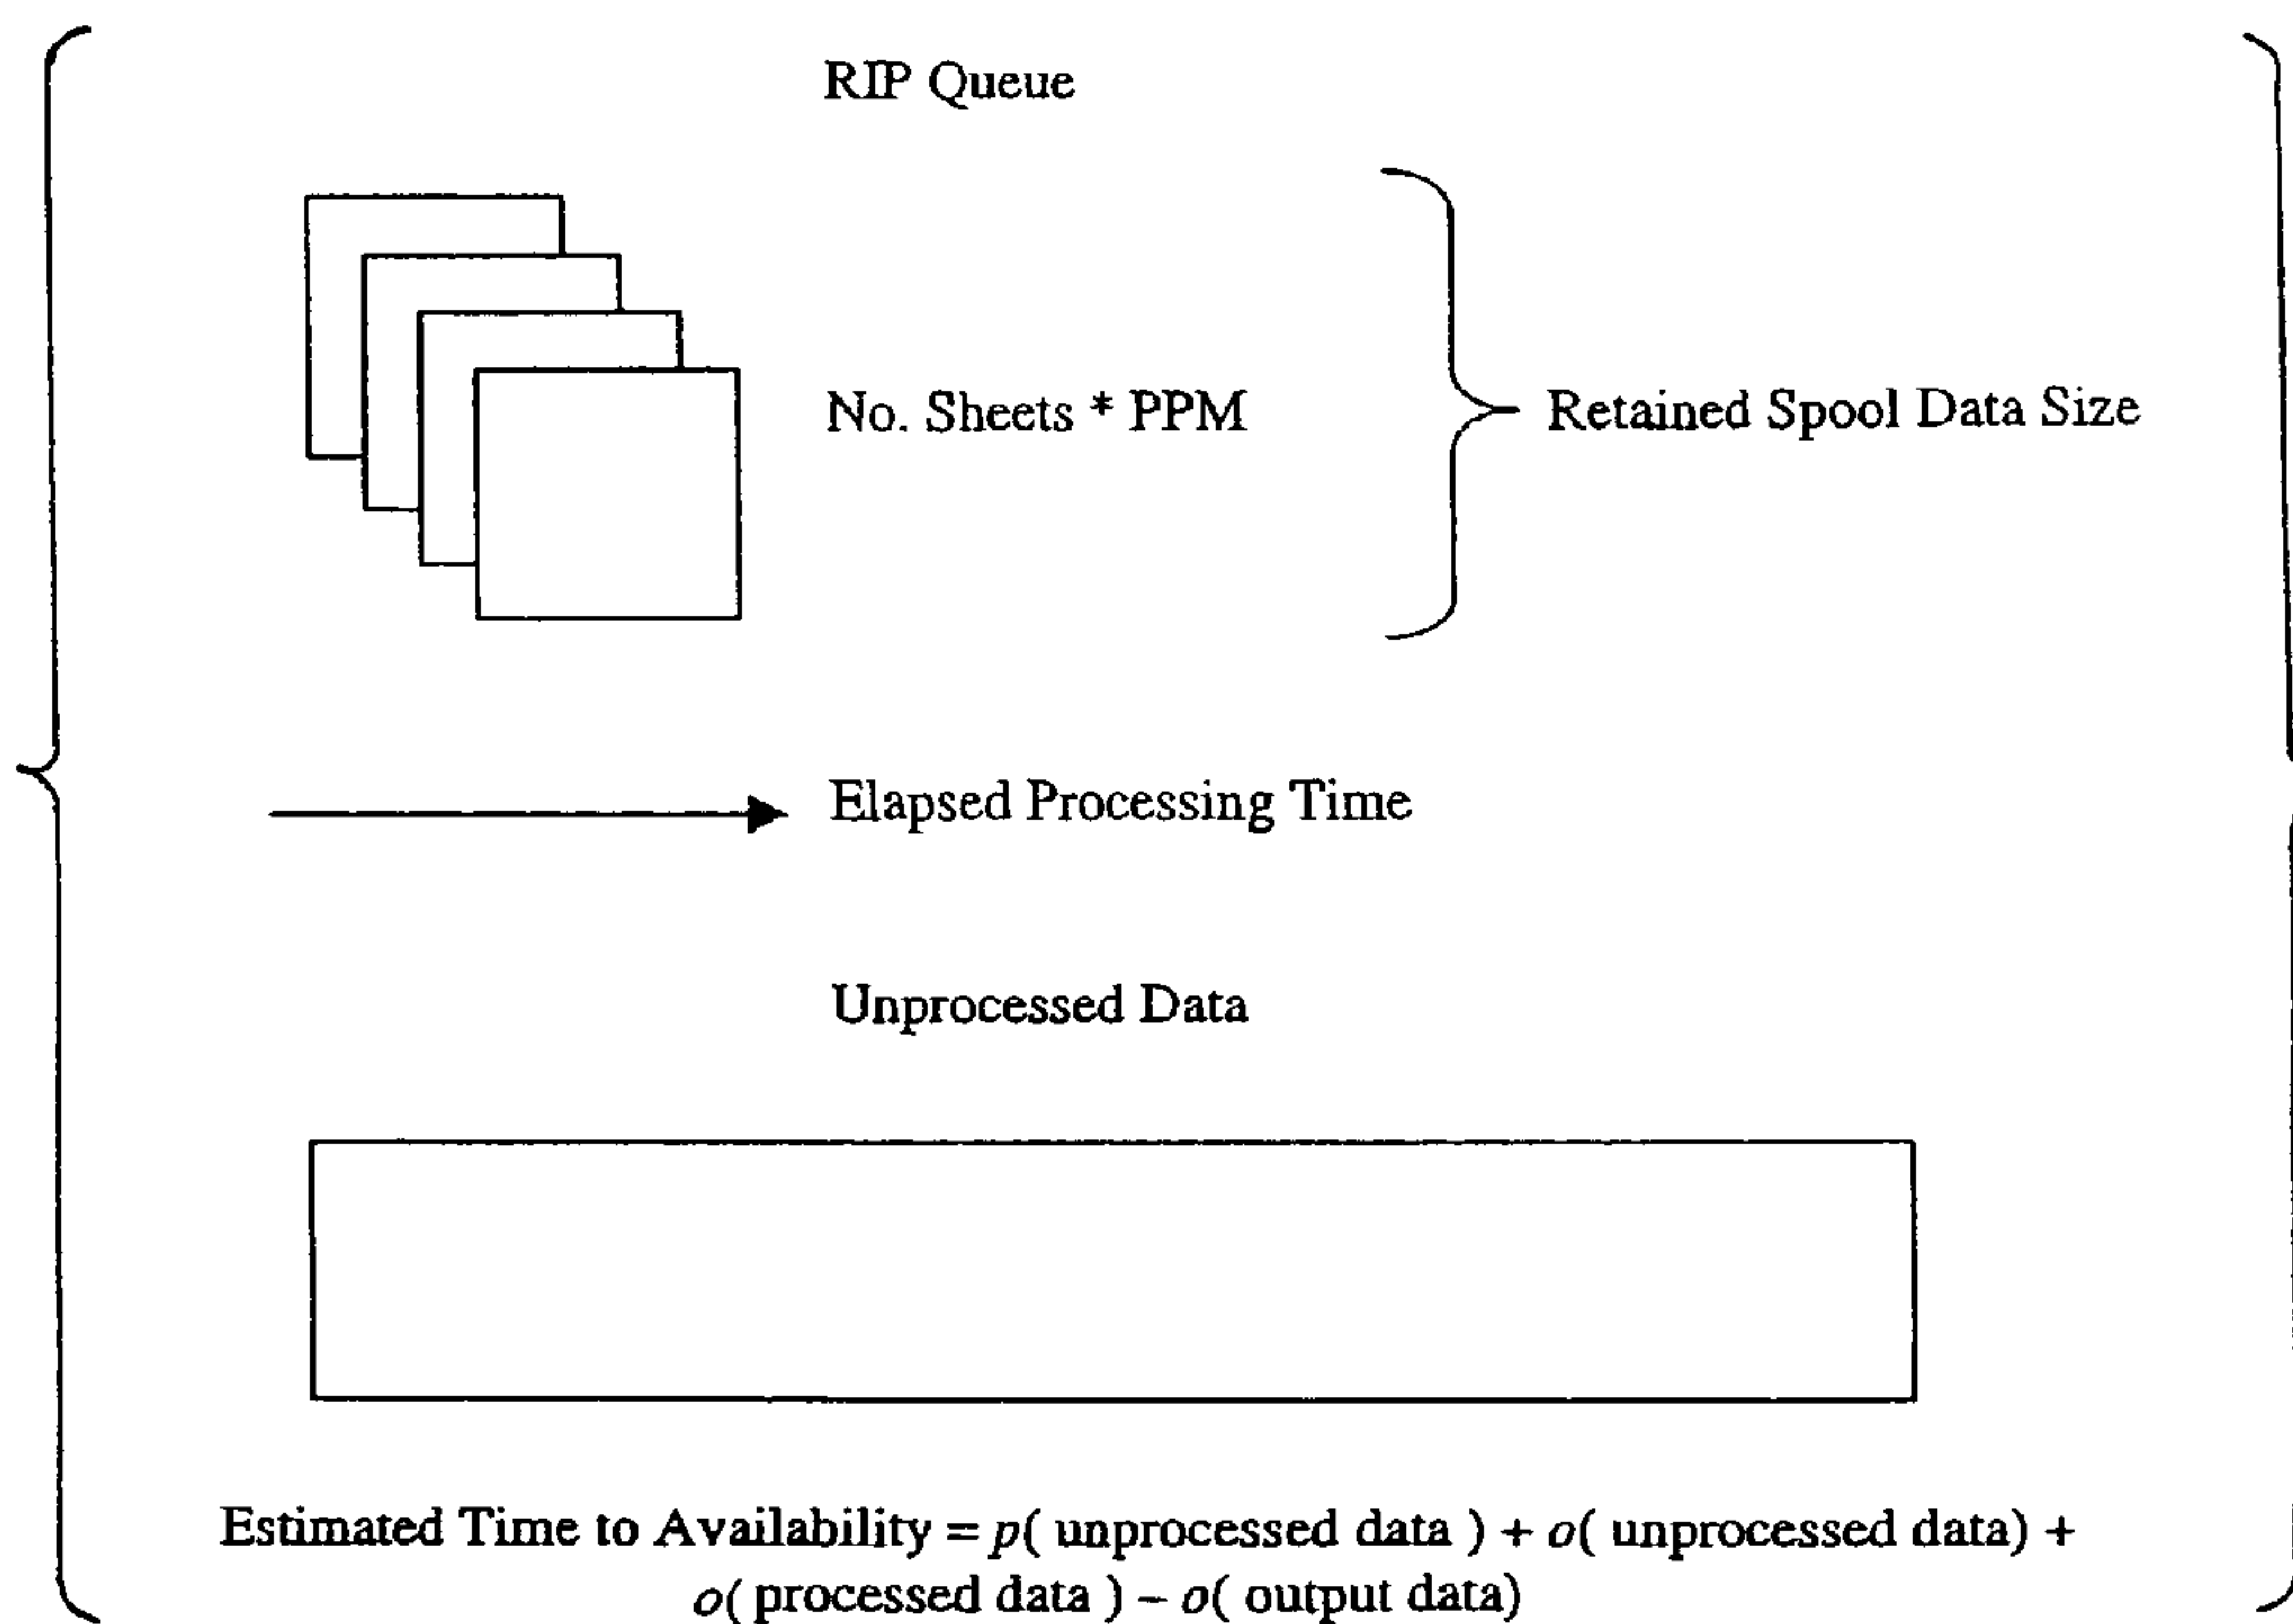 RIP Queue
No. Sheets * PPM
Retained Spool Data Size
Elapsed Processing Time
Unprocessed Data
Estimated Time to Availability = p( unprocessed data ) + o( unprocessed data) +
o( processed data ) – o( output data)